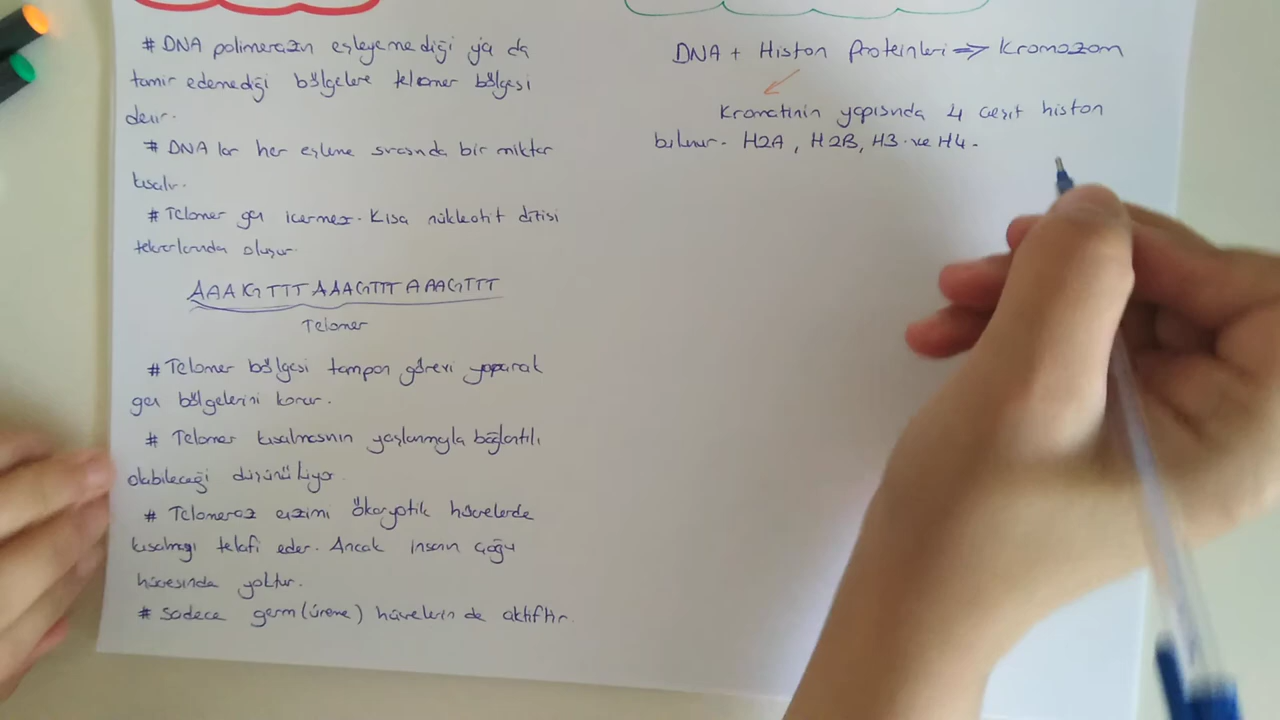 # DNA polimerazın eşleyemediği ya da
tamir edemediği bölgelere telomer bölgesi
denir.
# DNA lar her eşleme sırasında bir miktar
kısalır.
# Telomer gen içermez. Kısa nükleotit dizisi
tekrarlarında oluşur.
AAAGTTTAAAGTTTAAAGTTT
Telomer
# Telomer bölgesi tampon görevi yaparak
gen bölgelerini korur.
# Telomer kısalmasının yaşlanmayla bağlantılı
olabileceği düşünülüyor
# Telomeraz enzimi ökaryotik hücrelerde
kısalmayı telafi eder. Ancak insanın çoğu
hücresinda yoktur.
# Sadece germ (üreme) hücrelerinde aktiftir.
DNA + Histon Proteinleri ⇒ Kromozom
Kromatinin yapısında 4 çeşit histon
bulunur. H2A, H2B, H3 ve H4.